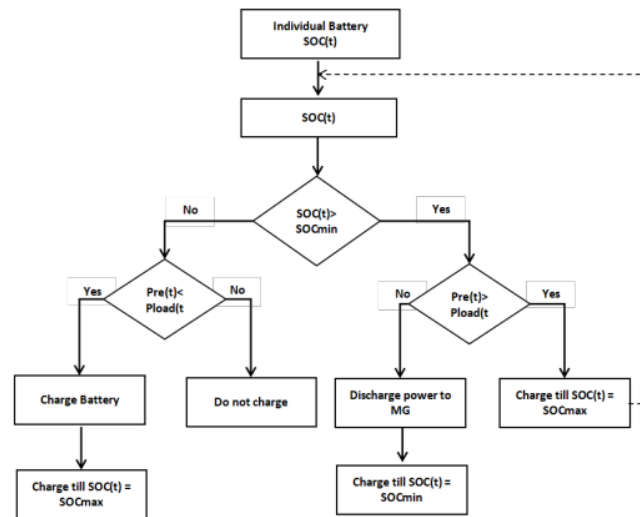 Individual Battery
SOC(t)
SOC(t)
No
SOC(t)>
SOCmin
Yes
Yes
Pre(t)<
Pload(t
No
No
Pre(t)>
Pload(t
Yes
Charge Battery
Do not charge
Discharge power to
MG
Charge till SOC(t) =
SOCmax
Charge till SOC(t) =
SOCmax
Charge till SOC(t) =
SOCmin